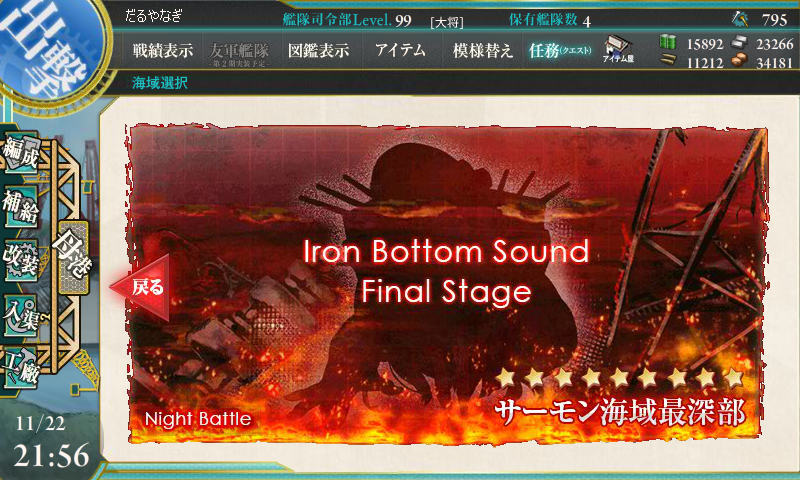 だるやなぎ
艦隊司令部Level. 99 [大将] 保有艦隊数 4
795
出撃
戦績表示 友軍艦隊 図鑑表示 アイテム 模様替え 任務(クエスト) アイテム屋
第2期実装予定
15892 23266
11212 34181
海域選択
編成
補給
改装
入渠
工廠
母港
戻る
Iron Bottom Sound
Final Stage
サーモン海域最深部
Night Battle
11/22
21:56